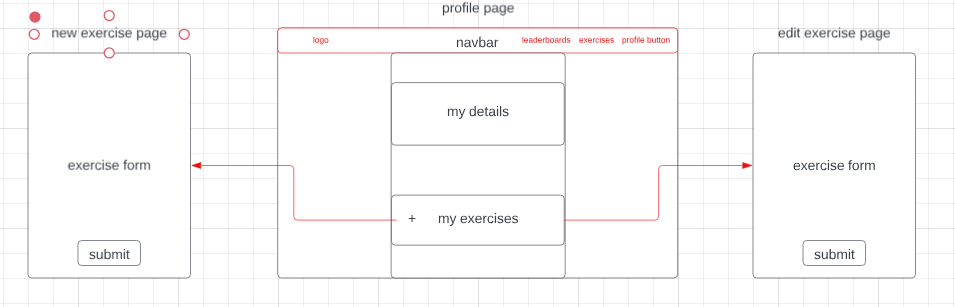 profile page
new exercise page
edit exercise page
logo
navbar
leaderboards
exercises
profile button
my details
exercise form
exercise form
+
my exercises
submit
submit